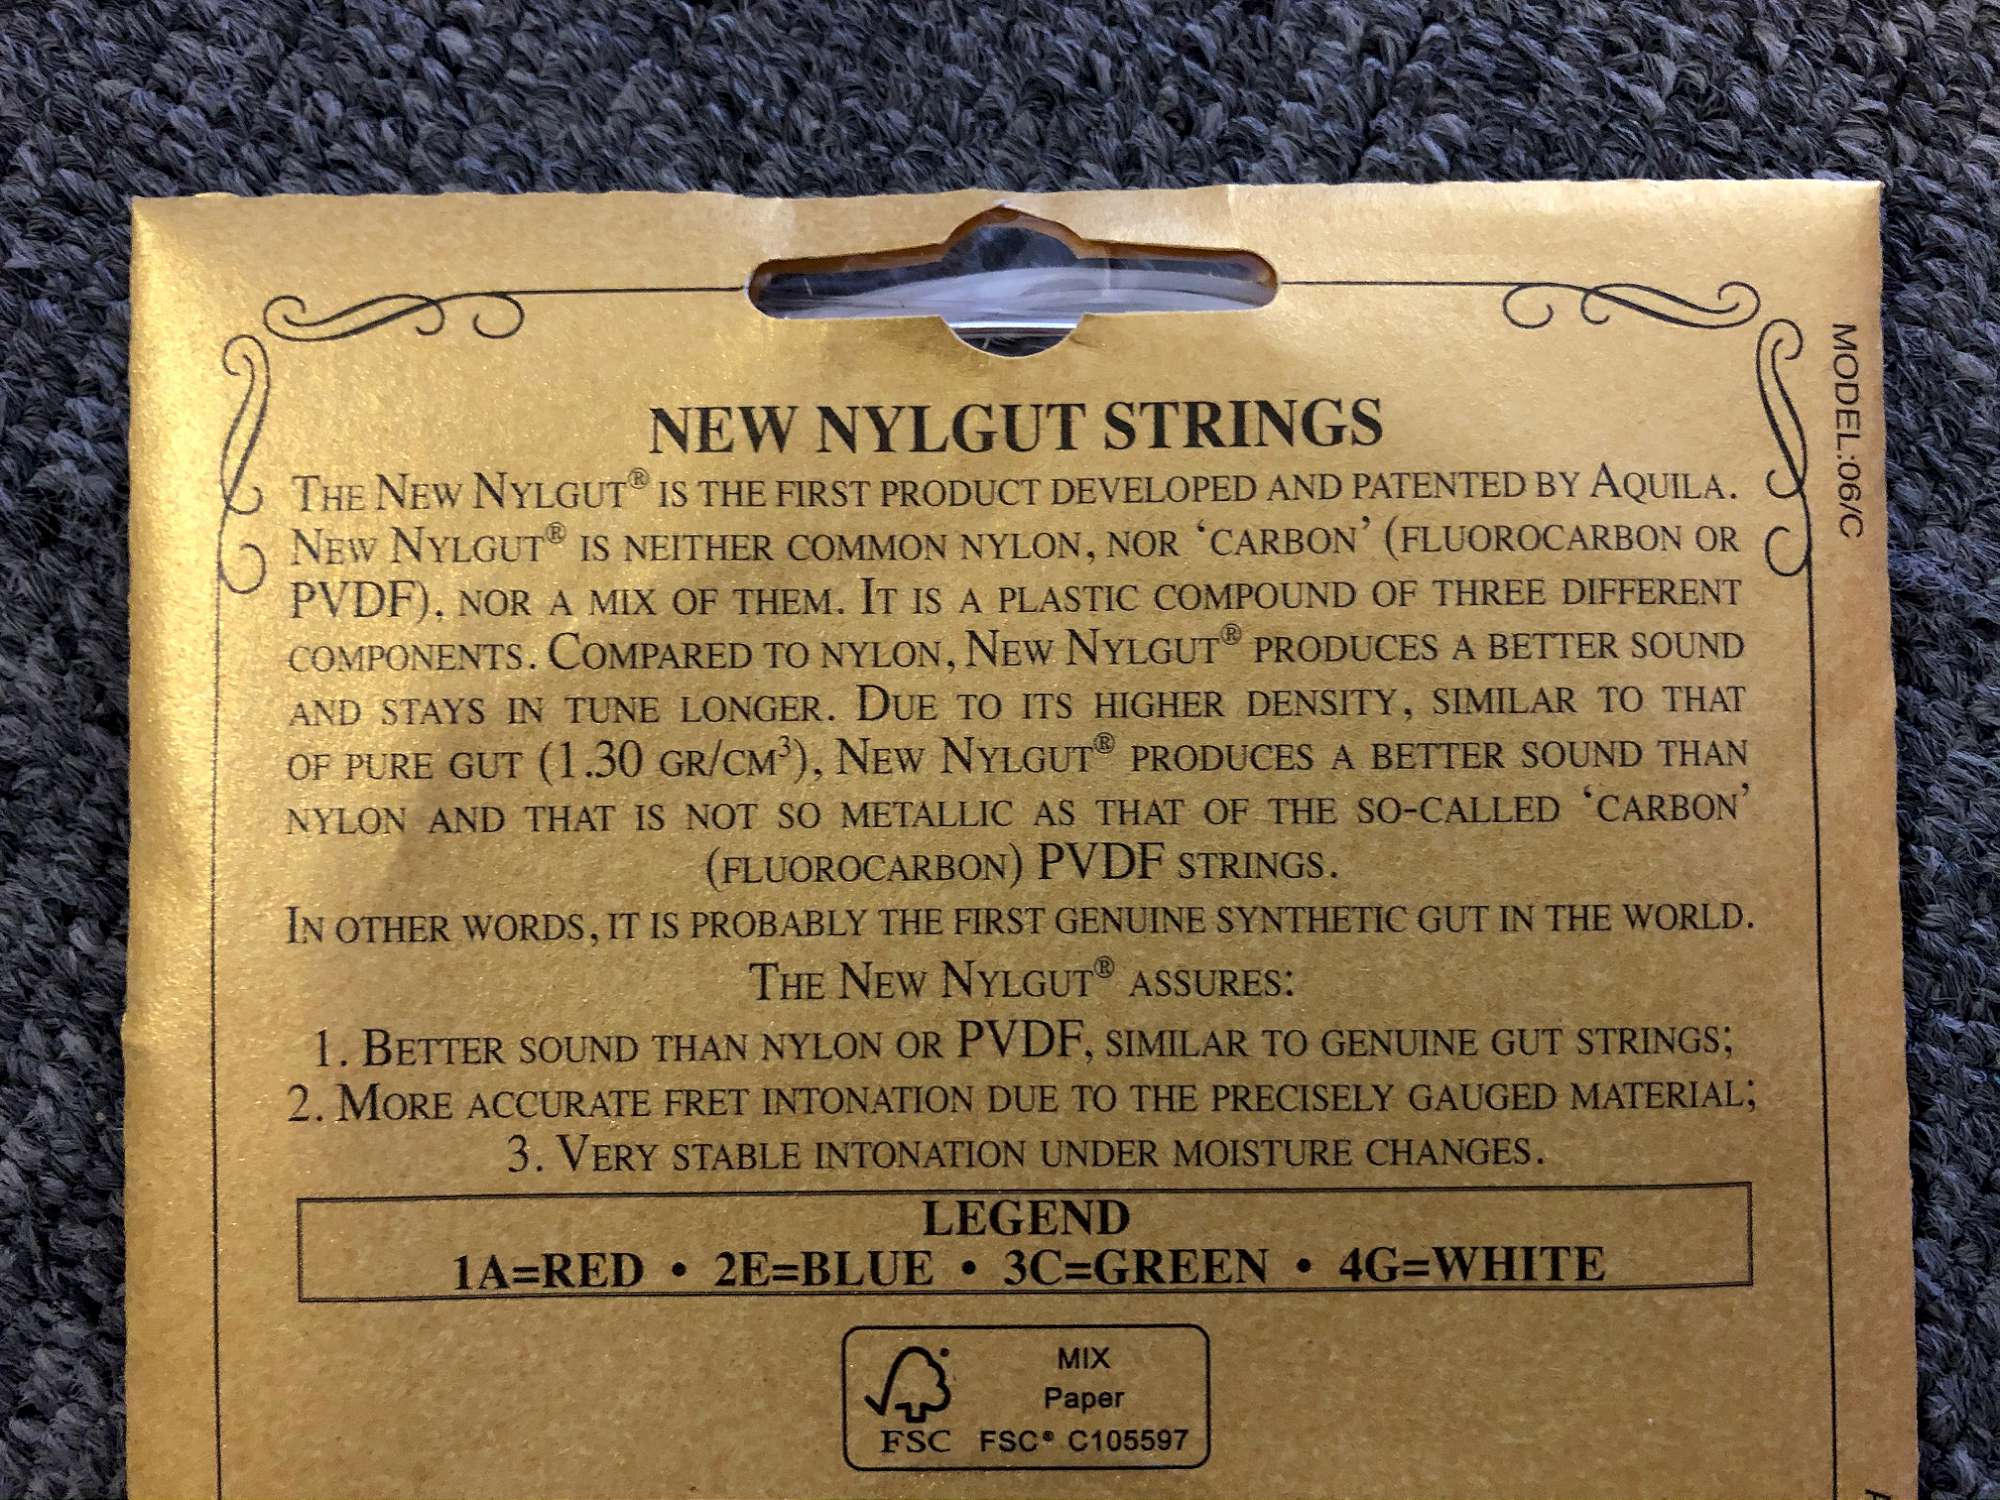 NEW NYLGUT STRINGS
THE NEW NYLGUT® IS THE FIRST PRODUCT DEVELOPED AND PATENTED BY AQUILA.
NEW NYLGUT® IS NEITHER COMMON NYLON, NOR ‘CARBON’ (FLUOROCARBON OR
PVDF), NOR A MIX OF THEM. IT IS A PLASTIC COMPOUND OF THREE DIFFERENT
COMPONENTS. COMPARED TO NYLON, NEW NYLGUT® PRODUCES A BETTER SOUND
AND STAYS IN TUNE LONGER. DUE TO ITS HIGHER DENSITY, SIMILAR TO THAT
OF PURE GUT (1.30 GR/CM³), NEW NYLGUT® PRODUCES A BETTER SOUND THAN
NYLON AND THAT IS NOT SO METALLIC AS THAT OF THE SO-CALLED ‘CARBON’
(FLUOROCARBON) PVDF STRINGS.
IN OTHER WORDS, IT IS PROBABLY THE FIRST GENUINE SYNTHETIC GUT IN THE WORLD.
THE NEW NYLGUT® ASSURES:
1. BETTER SOUND THAN NYLON OR PVDF, SIMILAR TO GENUINE GUT STRINGS;
2. MORE ACCURATE FRET INTONATION DUE TO THE PRECISELY GAUGED MATERIAL;
3. VERY STABLE INTONATION UNDER MOISTURE CHANGES.
LEGEND
1A=RED • 2E=BLUE • 3C=GREEN • 4G=WHITE
MIX
Paper
FSC FSC® C105597
MODEL:06/C